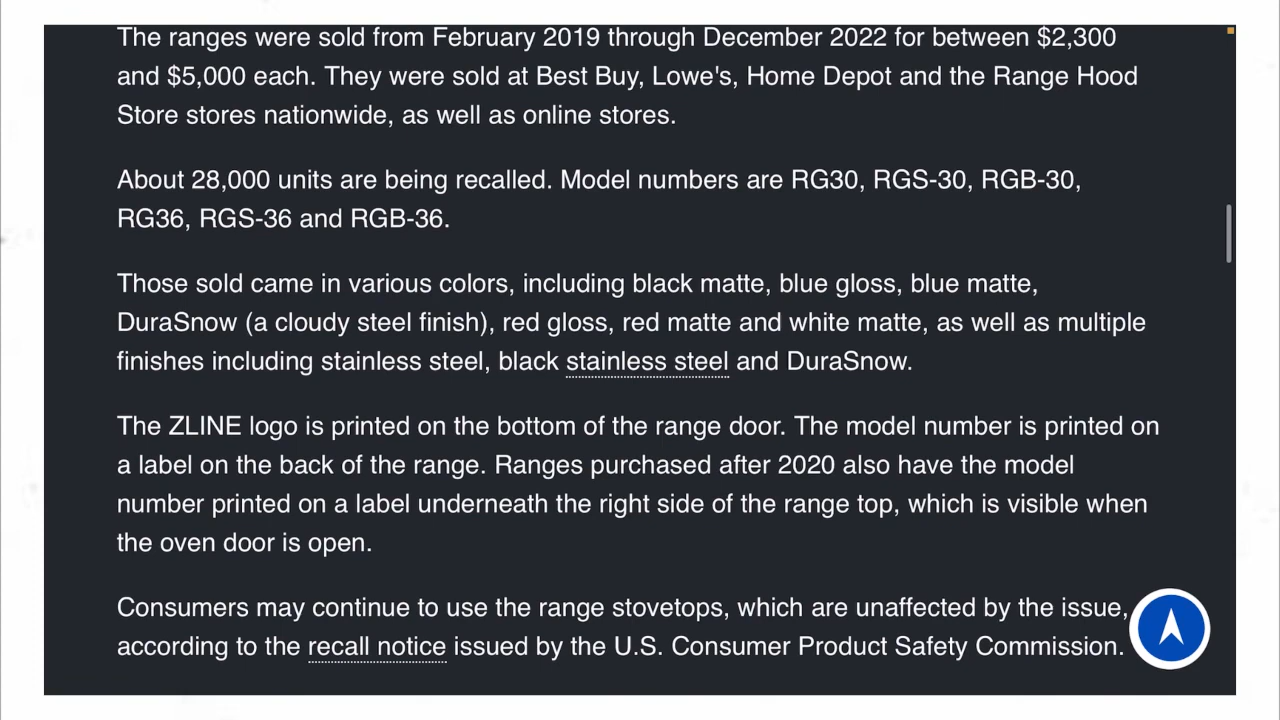 The ranges were sold from February 2019 through December 2022 for between $2,300
and $5,000 each. They were sold at Best Buy, Lowe's, Home Depot and the Range Hood
Store stores nationwide, as well as online stores.
About 28,000 units are being recalled. Model numbers are RG30, RGS-30, RGB-30,
RG36, RGS-36 and RGB-36.
Those sold came in various colors, including black matte, blue gloss, blue matte,
DuraSnow (a cloudy steel finish), red gloss, red matte and white matte, as well as multiple
finishes including stainless steel, black stainless steel and DuraSnow.
The ZLINE logo is printed on the bottom of the range door. The model number is printed on
a label on the back of the range. Ranges purchased after 2020 also have the model
number printed on a label underneath the right side of the range top, which is visible when
the oven door is open.
Consumers may continue to use the range stovetops, which are unaffected by the issue,
according to the recall notice issued by the U.S. Consumer Product Safety Commission.